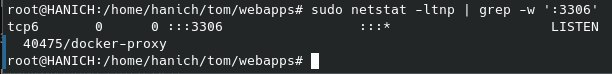 root@HANICH:/home/hanich/tom/webapps# sudo netstat -ltnp | grep -w ':3306'
tcp6       0      0 :::3306                 :::*                    LISTEN
  40475/docker-proxy
root@HANICH:/home/hanich/tom/webapps#